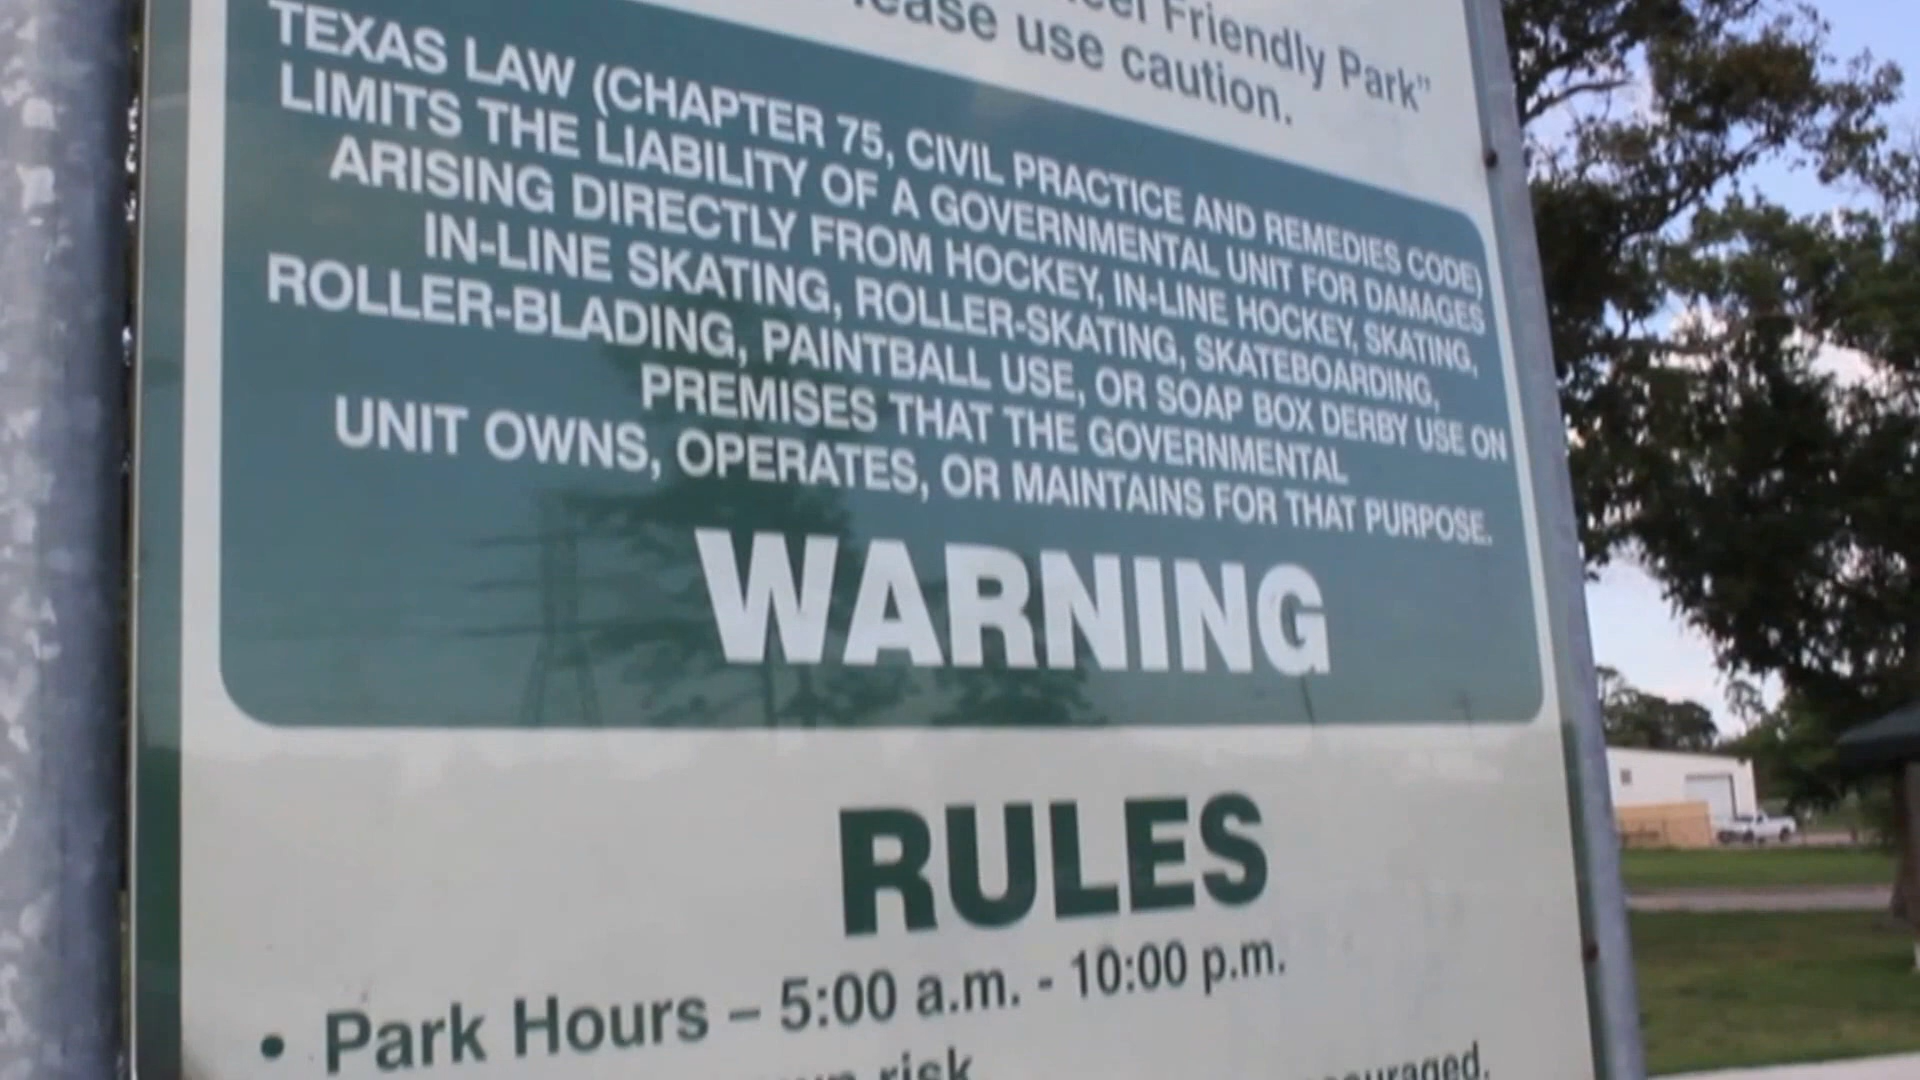 Friendly Park"
use caution.
TEXAS LAW (CHAPTER 75, CIVIL PRACTICE AND REMEDIES CODE)
LIMITS THE LIABILITY OF A GOVERNMENTAL UNIT FOR DAMAGES
ARISING DIRECTLY FROM HOCKEY, IN-LINE HOCKEY, SKATING,
IN-LINE SKATING, ROLLER-SKATING, SKATEBOARDING,
ROLLER-BLADING, PAINTBALL USE, OR SOAP BOX DERBY USE ON
PREMISES THAT THE GOVERNMENTAL
UNIT OWNS, OPERATES, OR MAINTAINS FOR THAT PURPOSE.
WARNING
RULES
• Park Hours – 5:00 a.m. - 10:00 p.m.
risk